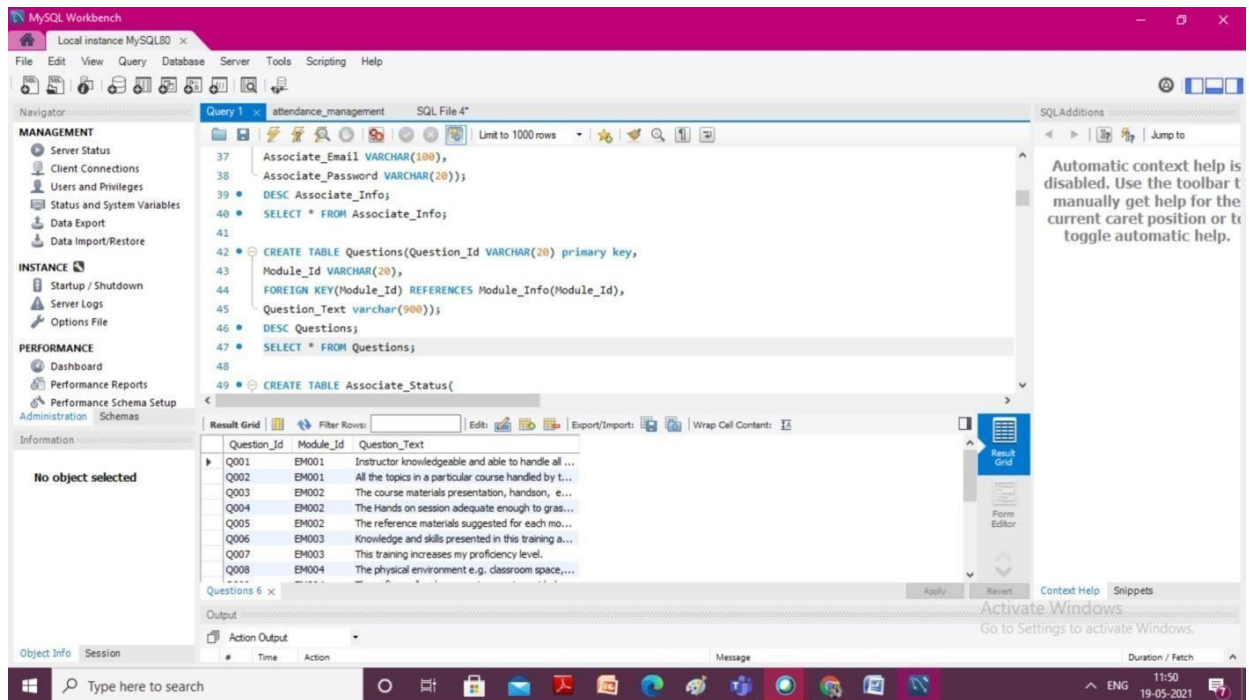 MySQL Workbench
Local instance MySQL80
File Edit View Query Database Server Tools Scripting Help
Navigator
MANAGEMENT
Server Status
Client Connections
Users and Privileges
Status and System Variables
Data Export
Data Import/Restore
INSTANCE
Startup / Shutdown
Server Logs
Options File
PERFORMANCE
Dashboard
Performance Reports
Performance Schema Setup
Administration Schemas
Information
No object selected
Object Info Session
Query 1 attendance_management SQL File 4*
Limit to 1000 rows
37 Associate_Email VARCHAR(100),
38 Associate_Password VARCHAR(20));
39 DESC Associate_Info;
40 SELECT * FROM Associate_Info;
41
42 CREATE TABLE Questions(Question_Id VARCHAR(20) primary key,
43 Module_Id VARCHAR(20),
44 FOREIGN KEY(Module_Id) REFERENCES Module_Info(Module_Id),
45 Question_Text varchar(900));
46 DESC Questions;
47 SELECT * FROM Questions;
48
49 CREATE TABLE Associate_Status(
Result Grid Filter Rows: Edit: Export/Import: Wrap Cell Content:
Question_Id Module_Id Question_Text
Q001 EM001 Instructor knowledgeable and able to handle all ...
Q002 EM001 All the topics in a particular course handled by t...
Q003 EM002 The course materials presentation, handson, e...
Q004 EM002 The Hands on session adequate enough to gras...
Q005 EM002 The reference materials suggested for each mo...
Q006 EM003 Knowledge and skills presented in this training a...
Q007 EM003 This training increases my proficiency level.
Q008 EM004 The physical environment e.g. classroom space,...
Result Grid
Form Editor
Questions 6 Apply Revert
Output
Action Output
# Time Action Message Duration / Fetch
SQLAdditions
Jump to
Automatic context help is
disabled. Use the toolbar t
manually get help for the
current caret position or to
toggle automatic help.
Context Help Snippets
Activate Windows
Go to Settings to activate Windows.
Type here to search
ENG
11:50
19-05-2021